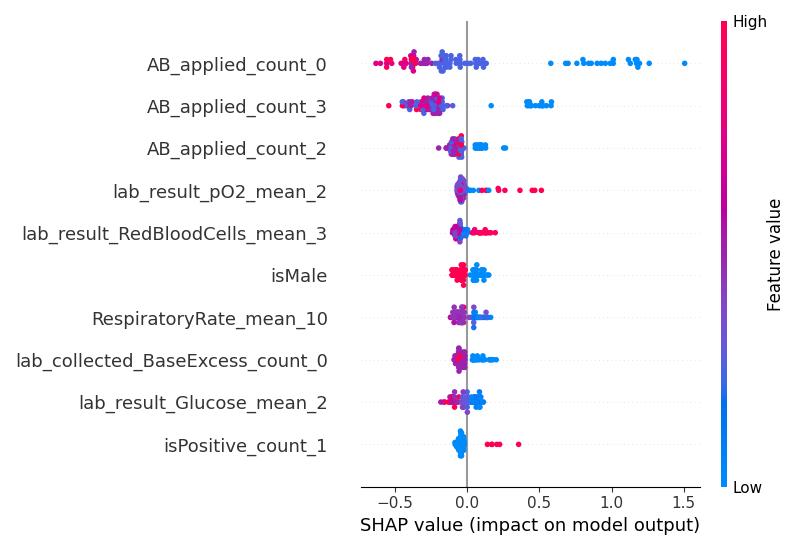 High
AB_applied_count_0
AB_applied_count_3
AB_applied_count_2
lab_result_pO2_mean_2
lab_result_RedBloodCells_mean_3
isMale
RespiratoryRate_mean_10
lab_collected_BaseExcess_count_0
lab_result_Glucose_mean_2
isPositive_count_1
Feature value
Low
−0.5 0.0 0.5 1.0 1.5
SHAP value (impact on model output)